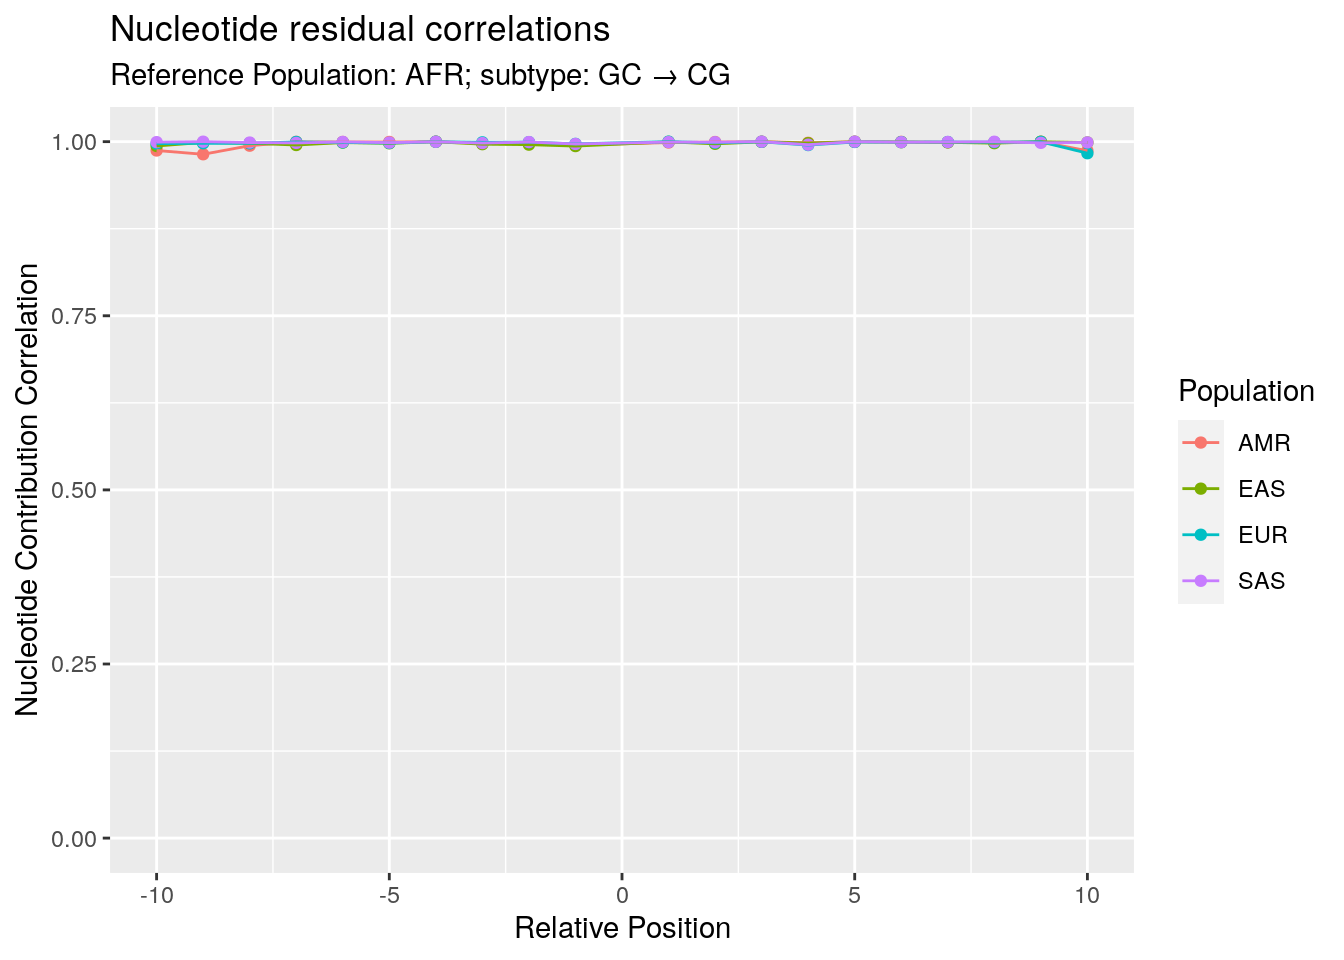 Nucleotide residual correlations
Reference Population: AFR; subtype: GC → CG
Nucleotide Contribution Correlation
1.00
0.75
0.50
0.25
0.00
-10
-5
0
5
10
Relative Position
Population
AMR
EAS
EUR
SAS